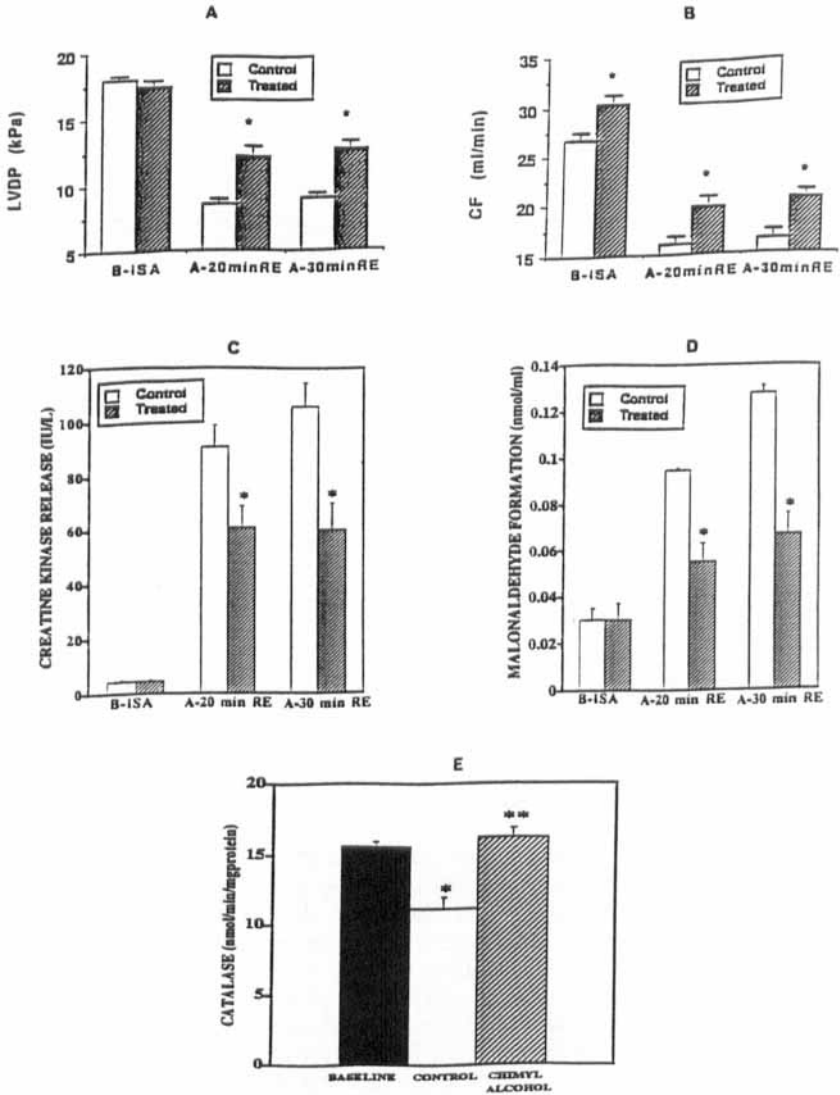 A
20
15
10
5
LVDP (kPa)
Control
Treated
*
*
B-ISA
A-20minRE
A-30minRE
B
35
30
25
20
15
CF (ml/min)
Control
Treated
*
*
*
B-ISA
A-20minRE
A-30minRE
C
120
100
80
60
40
20
0
CREATINE KINASE RELEASE (IU/L)
Control
Treated
*
*
B-ISA
A-20 min RE
A-30 min RE
D
0.14
0.12
0.1
0.08
0.06
0.04
0.02
0
MALONALDEHYDE FORMATION (nmol/ml)
Control
Treated
*
*
B-ISA
A-20 min RE
A-30 min RE
E
20
15
10
5
0
CATALASE (nmol/min/mgprotein)
*
**
BASELINE
CONTROL
CHIMYL
ALCOHOL